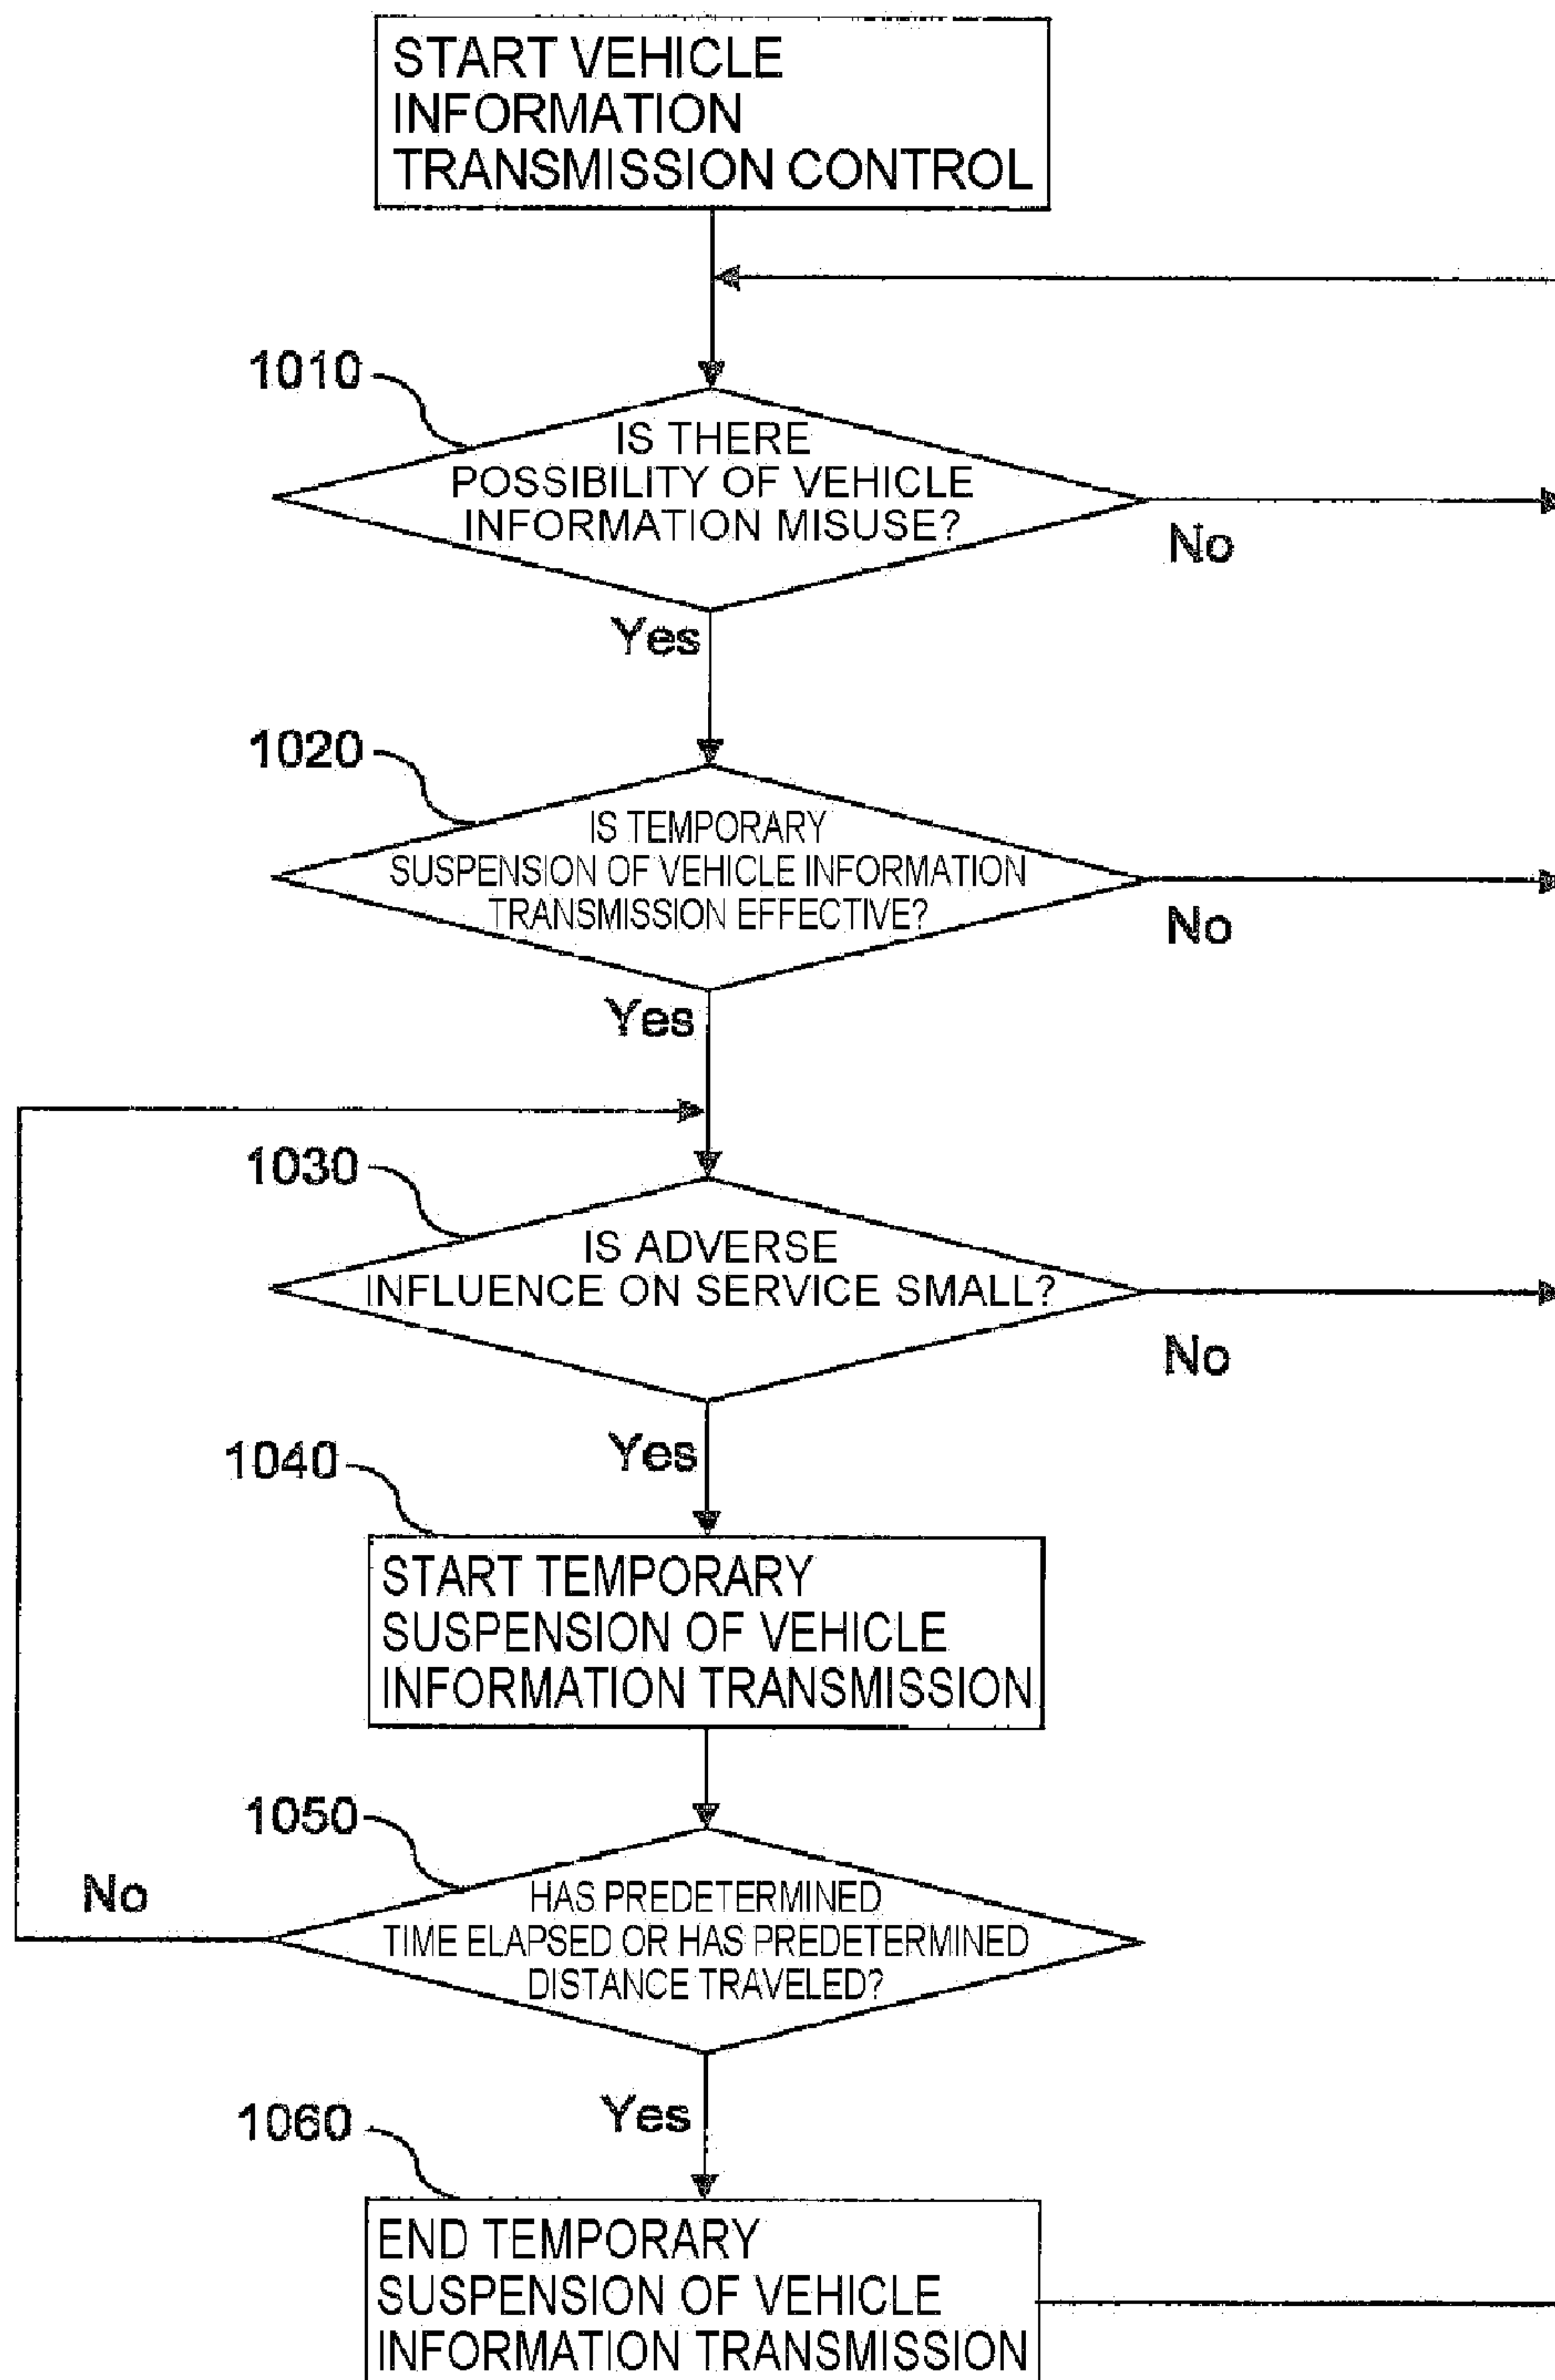 START VEHICLE
INFORMATION
TRANSMISSION CONTROL
1010
IS THERE
POSSIBILITY OF VEHICLE
INFORMATION MISUSE?
No
Yes
1020
IS TEMPORARY
SUSPENSION OF VEHICLE INFORMATION
TRANSMISSION EFFECTIVE?
No
Yes
1030
IS ADVERSE
INFLUENCE ON SERVICE SMALL?
No
Yes
1040
START TEMPORARY
SUSPENSION OF VEHICLE
INFORMATION TRANSMISSION
1050
No
HAS PREDETERMINED
TIME ELAPSED OR HAS PREDETERMINED
DISTANCE TRAVELED?
Yes
1060
END TEMPORARY
SUSPENSION OF VEHICLE
INFORMATION TRANSMISSION